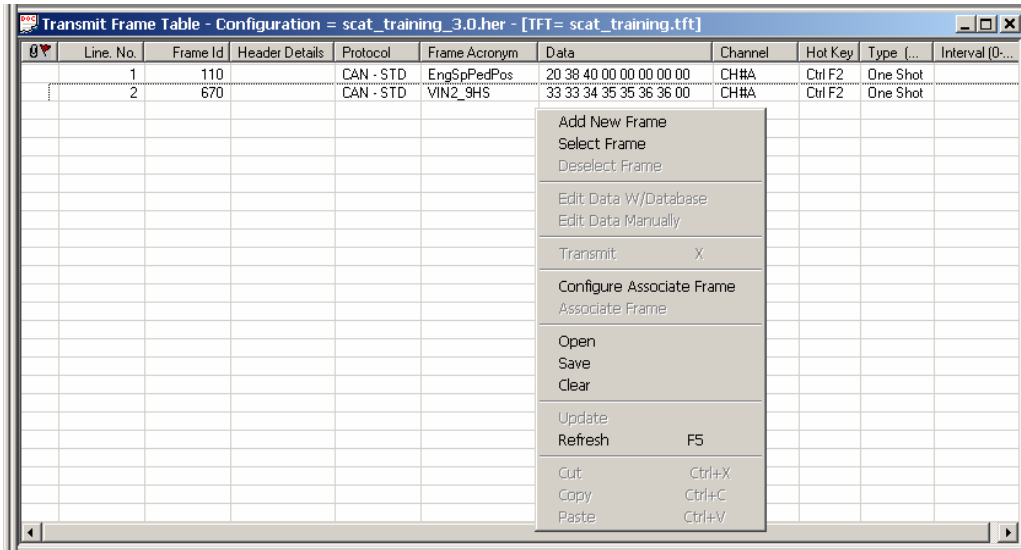 Transmit Frame Table - Configuration = scat_training_3.0.her - [TFT= scat_training.tft]
Line. No. Frame Id Header Details Protocol Frame Acronym Data Channel Hot Key Type (... Interval (0-...
1 110 CAN - STD EngSpPedPos 20 38 40 00 00 00 00 00 CH#A Ctrl F2 One Shot
2 670 CAN - STD VIN2_9HS 33 33 34 35 35 36 36 00 CH#A Ctrl F2 One Shot
Add New Frame
Select Frame
Deselect Frame
Edit Data W/Database
Edit Data Manually
Transmit X
Configure Associate Frame
Associate Frame
Open
Save
Clear
Update
Refresh F5
Cut Ctrl+X
Copy Ctrl+C
Paste Ctrl+V